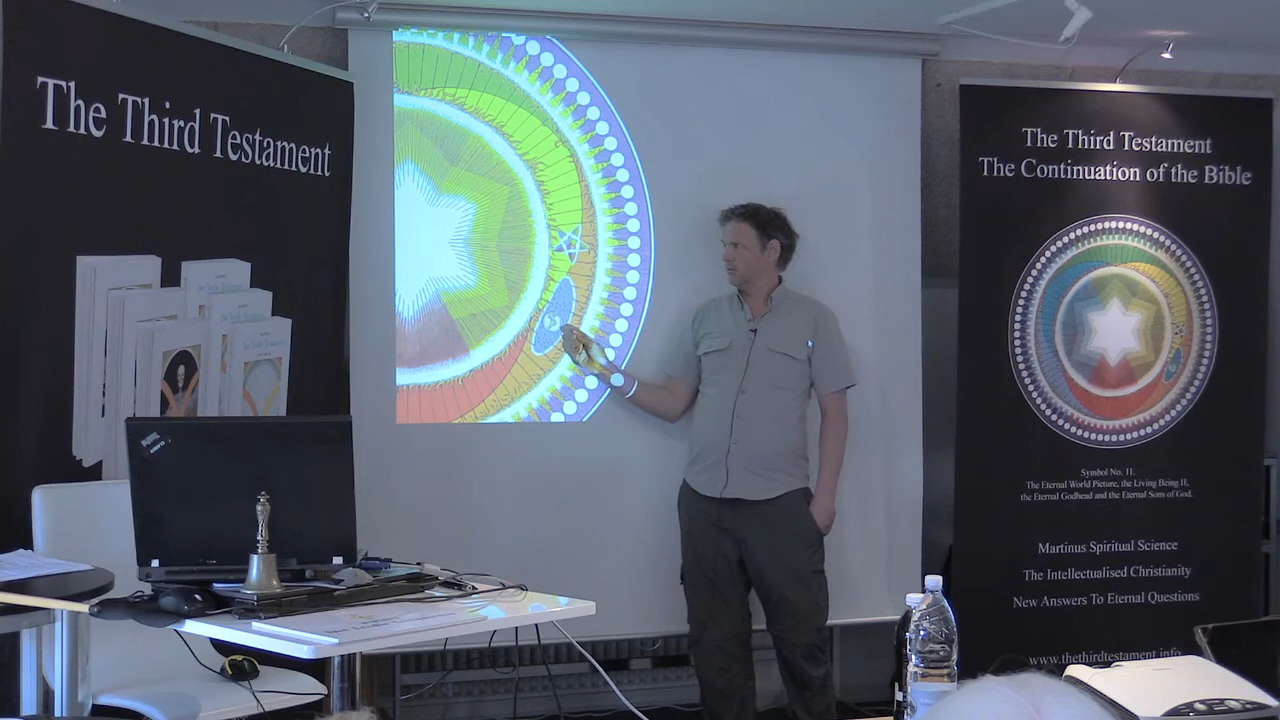 The Third Testament
The Third Testament
The Continuation of the Bible
Symbol No. 11.
The Eternal World Picture, the Living Being II,
the Eternal Godhead and the Eternal Sons of God.
Martinus Spiritual Science
The Intellectualised Christianity
New Answers To Eternal Questions
www.thethirdtestament.info